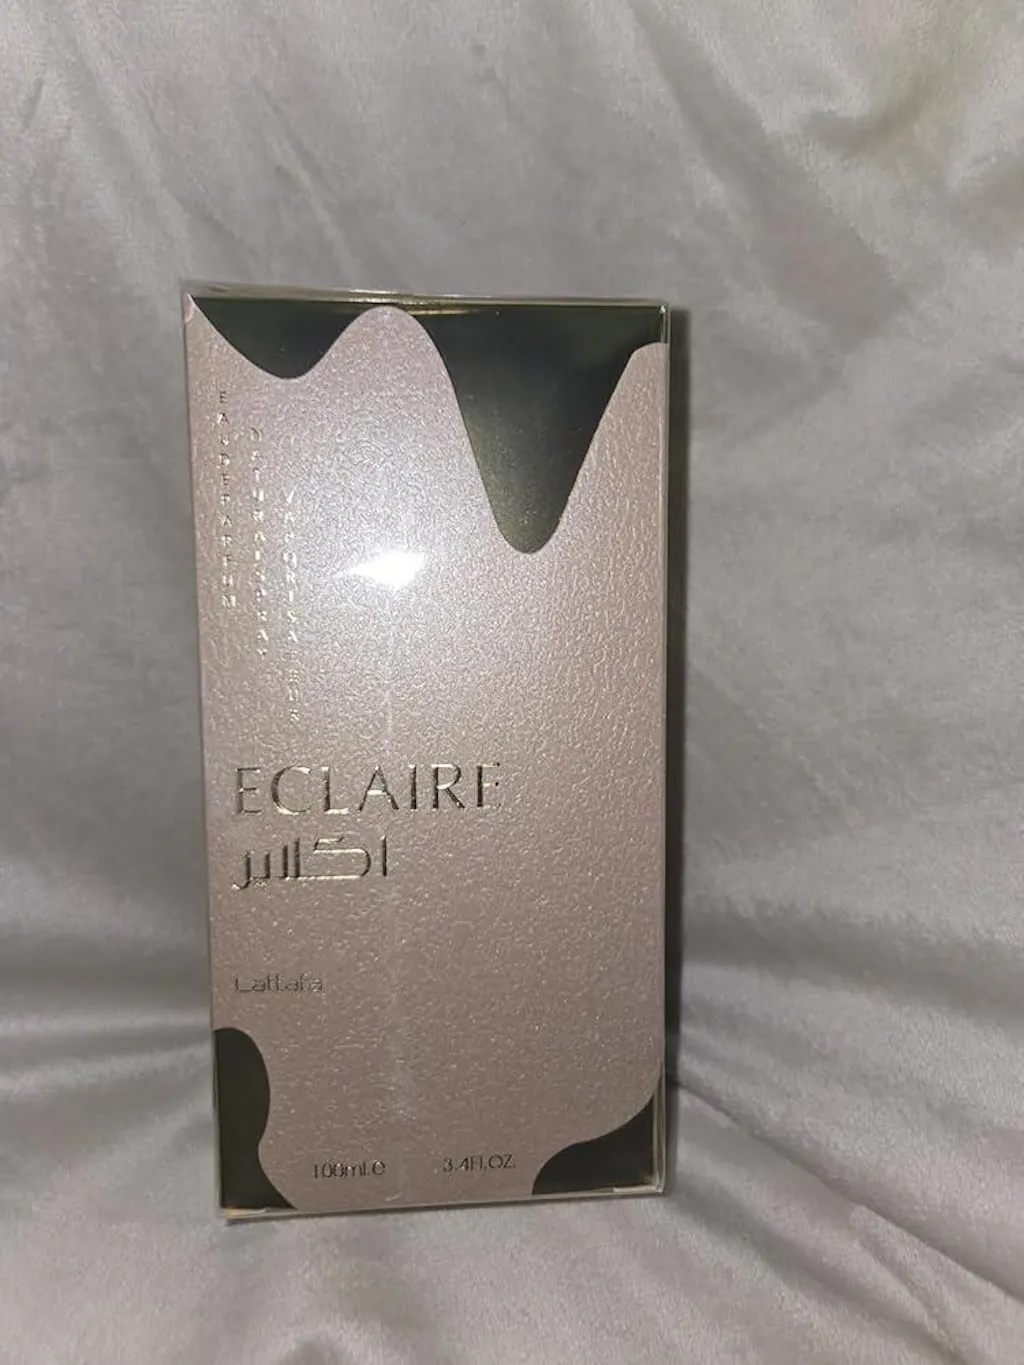 EAU DE PARFUM
NATURAL SPRAY
VAPORISATEUR
ECLAIRE
اكلاير
Lattafa
100ml.e
3.4Fl.OZ.